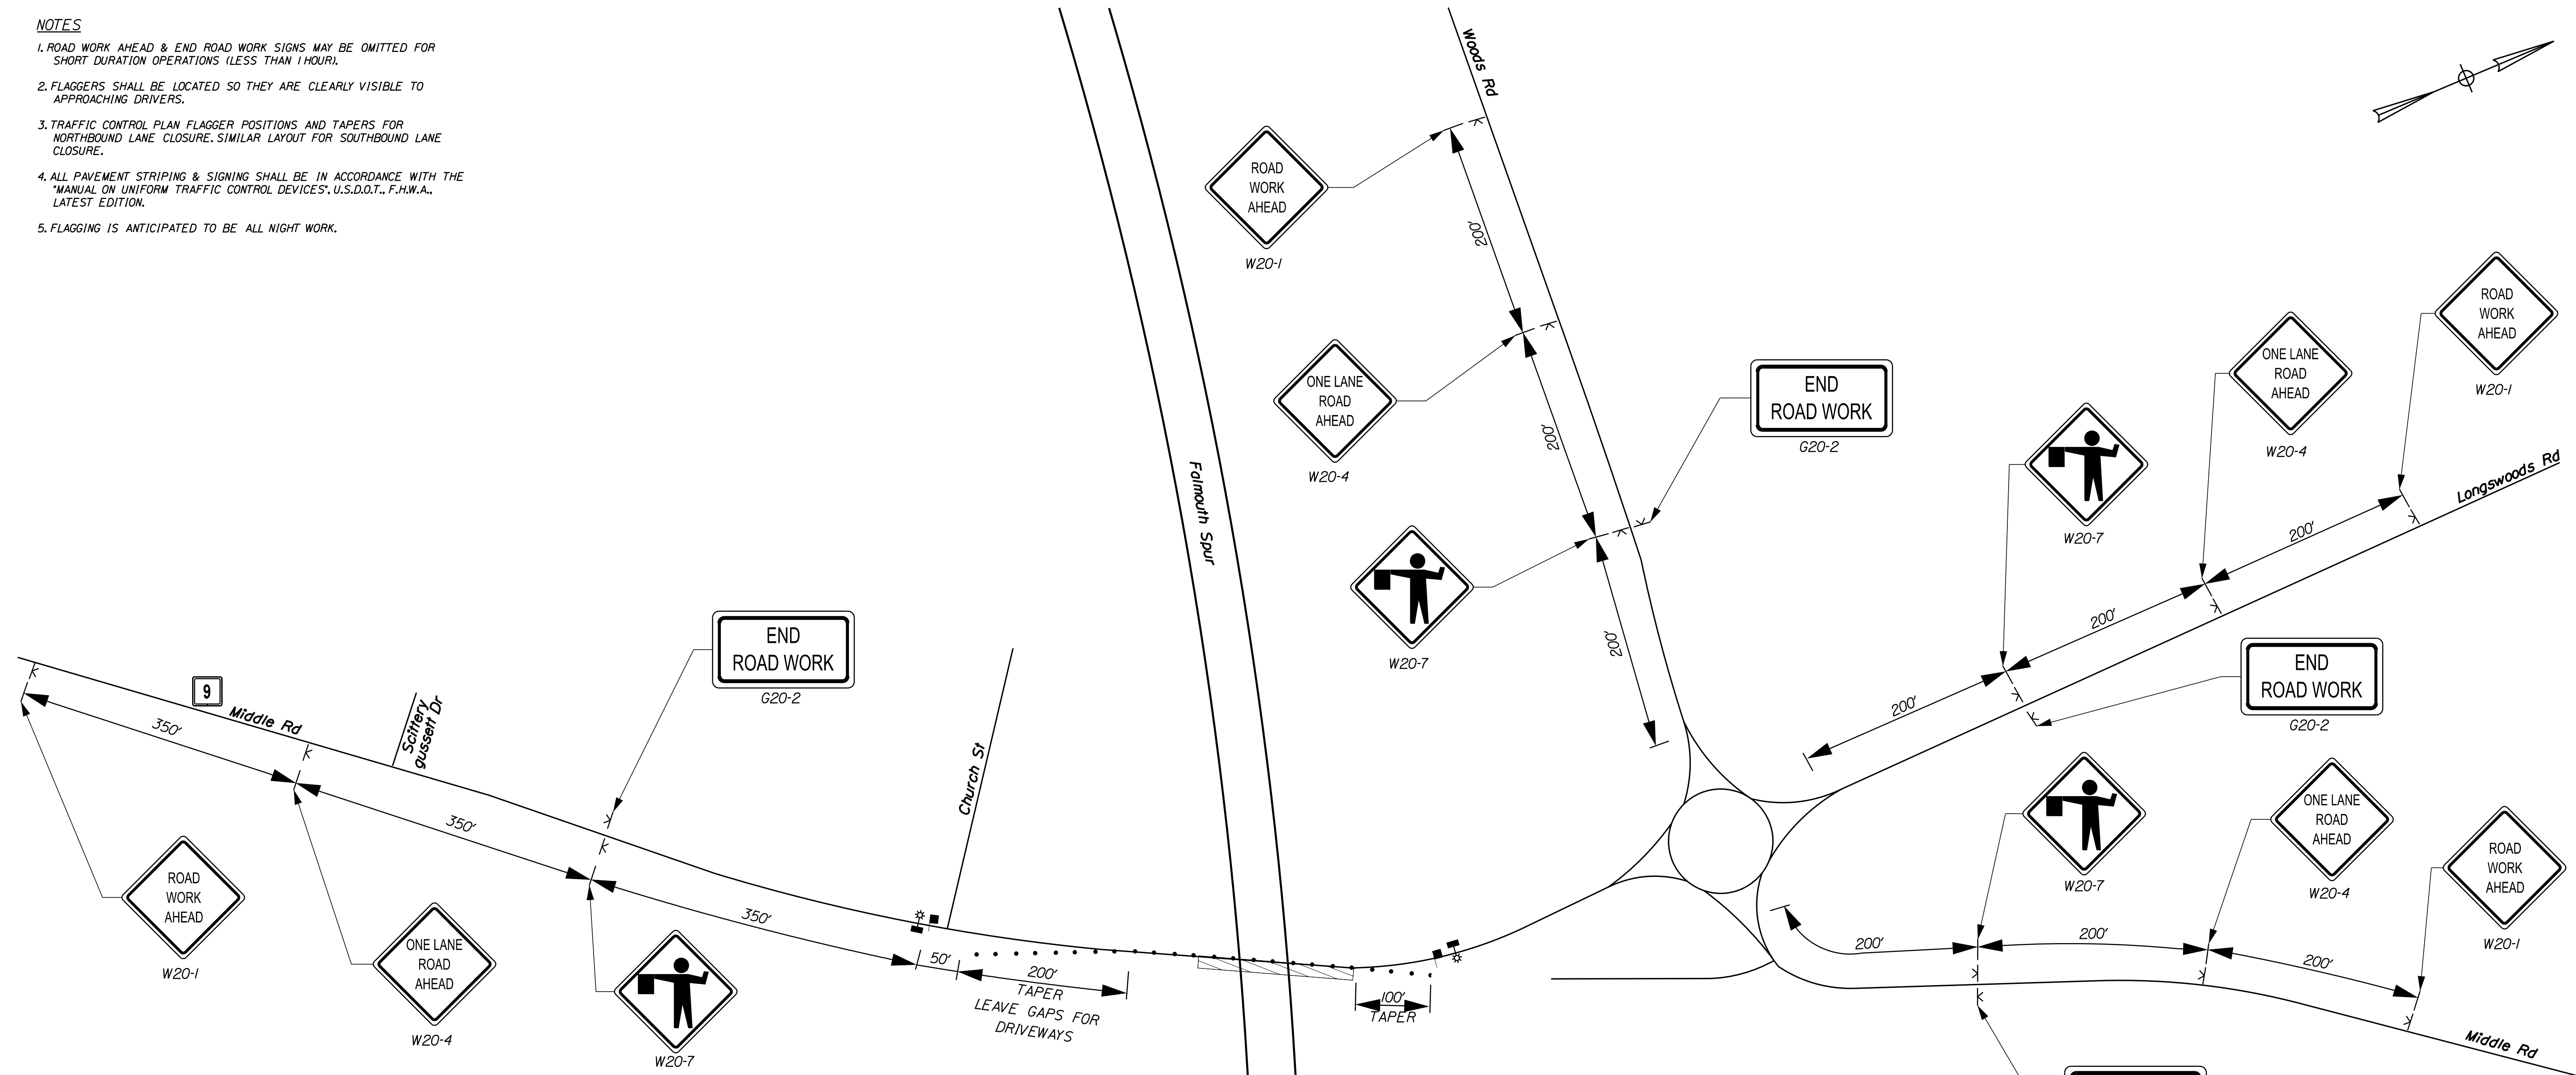 NOTES
1. ROAD WORK AHEAD & END ROAD WORK SIGNS MAY BE OMITTED FOR
SHORT DURATION OPERATIONS (LESS THAN 1 HOUR).
2. FLAGGERS SHALL BE LOCATED SO THEY ARE CLEARLY VISIBLE TO
APPROACHING DRIVERS.
3. TRAFFIC CONTROL PLAN FLAGGER POSITIONS AND TAPERS FOR
NORTHBOUND LANE CLOSURE. SIMILAR LAYOUT FOR SOUTHBOUND LANE
CLOSURE.
4. ALL PAVEMENT STRIPING & SIGNING SHALL BE IN ACCORDANCE WITH THE
"MANUAL ON UNIFORM TRAFFIC CONTROL DEVICES", U.S.D.O.T., F.H.W.A.,
LATEST EDITION.
5. FLAGGING IS ANTICIPATED TO BE ALL NIGHT WORK.
Woods Rd
ROAD
WORK
AHEAD
W20-1
200'
ONE LANE
ROAD
AHEAD
W20-4
200'
END
ROAD WORK
G20-2
W20-7
200'
Falmouth Spur
ROAD
WORK
AHEAD
W20-1
ONE LANE
ROAD
AHEAD
W20-4
W20-7
Longswoods Rd
200'
200'
200'
END
ROAD WORK
G20-2
9
Middle Rd
Scittery
gussett Dr
END
ROAD WORK
G20-2
Church St
350'
350'
350'
50'
200'
TAPER
LEAVE GAPS FOR
DRIVEWAYS
100'
TAPER
ROAD
WORK
AHEAD
W20-1
ONE LANE
ROAD
AHEAD
W20-4
W20-7
W20-7
ONE LANE
ROAD
AHEAD
W20-4
ROAD
WORK
AHEAD
W20-1
200'
200'
200'
Middle Rd